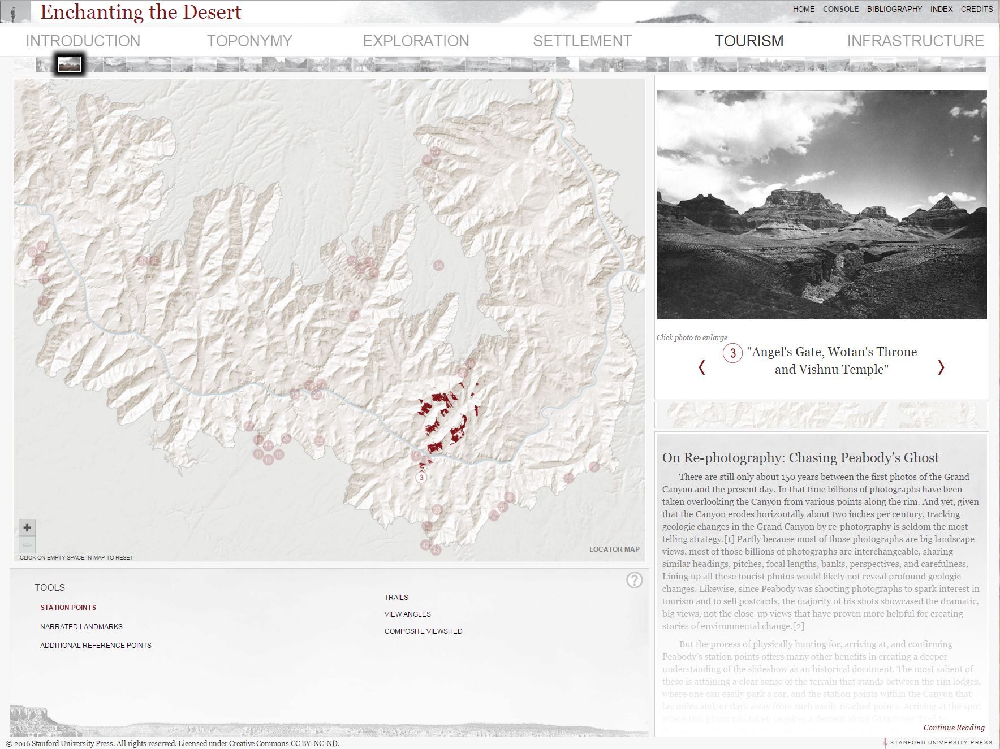 Enchanting the Desert
HOME CONSOLE BIBLIOGRAPHY INDEX CREDITS
INTRODUCTION TOPONYMY EXPLORATION SETTLEMENT TOURISM INFRASTRUCTURE
34
24
11
15
16
3
23
42
43
LOCATOR MAP
CLICK ON EMPTY SPACE IN MAP TO RESET
Click photo to enlarge
3 "Angel's Gate, Wotan's Throne
and Vishnu Temple"
On Re-photography: Chasing Peabody's Ghost
There are still only about 150 years between the first photos of the Grand
Canyon and the present day. In that time billions of photographs have been
taken overlooking the Canyon from various points along the rim. And yet, given
that the Canyon erodes horizontally about two inches per century, tracking
geologic changes in the Grand Canyon by re-photography is seldom the most
telling strategy.[1] Partly because most of those photographs are big landscape
views, most of those billions of photographs are interchangeable, sharing
similar headings, pitches, focal lengths, banks, perspectives, and carefulness.
Lining up all these tourist photos would likely not reveal profound geologic
changes. Likewise, since Peabody was shooting photographs to spark interest in
tourism and to sell postcards, the majority of his shots showcased the dramatic,
big views, not the close-up views that have proven more helpful for creating
stories of environmental change.[2]
But the process of physically hunting for, arriving at, and confirming
Peabody's station points offers many other benefits in creating a deeper
understanding of the slideshow as an historical document. The most salient of
these is attaining a clear sense of the terrain that stands between the rim lodges,
where one can easily park a car, and the station points within the Canyon that
lay miles and/or days away from such easily reached points. Arriving at the spot
where this photo was taken requires a descent along Grandview Trail to
Continue Reading
TOOLS
STATION POINTS
NARRATED LANDMARKS
ADDITIONAL REFERENCE POINTS
TRAILS
VIEW ANGLES
COMPOSITE VIEWSHED
?
© 2016 Stanford University Press. All rights reserved. Licensed under Creative Commons CC BY-NC-ND.
STANFORD UNIVERSITY PRESS